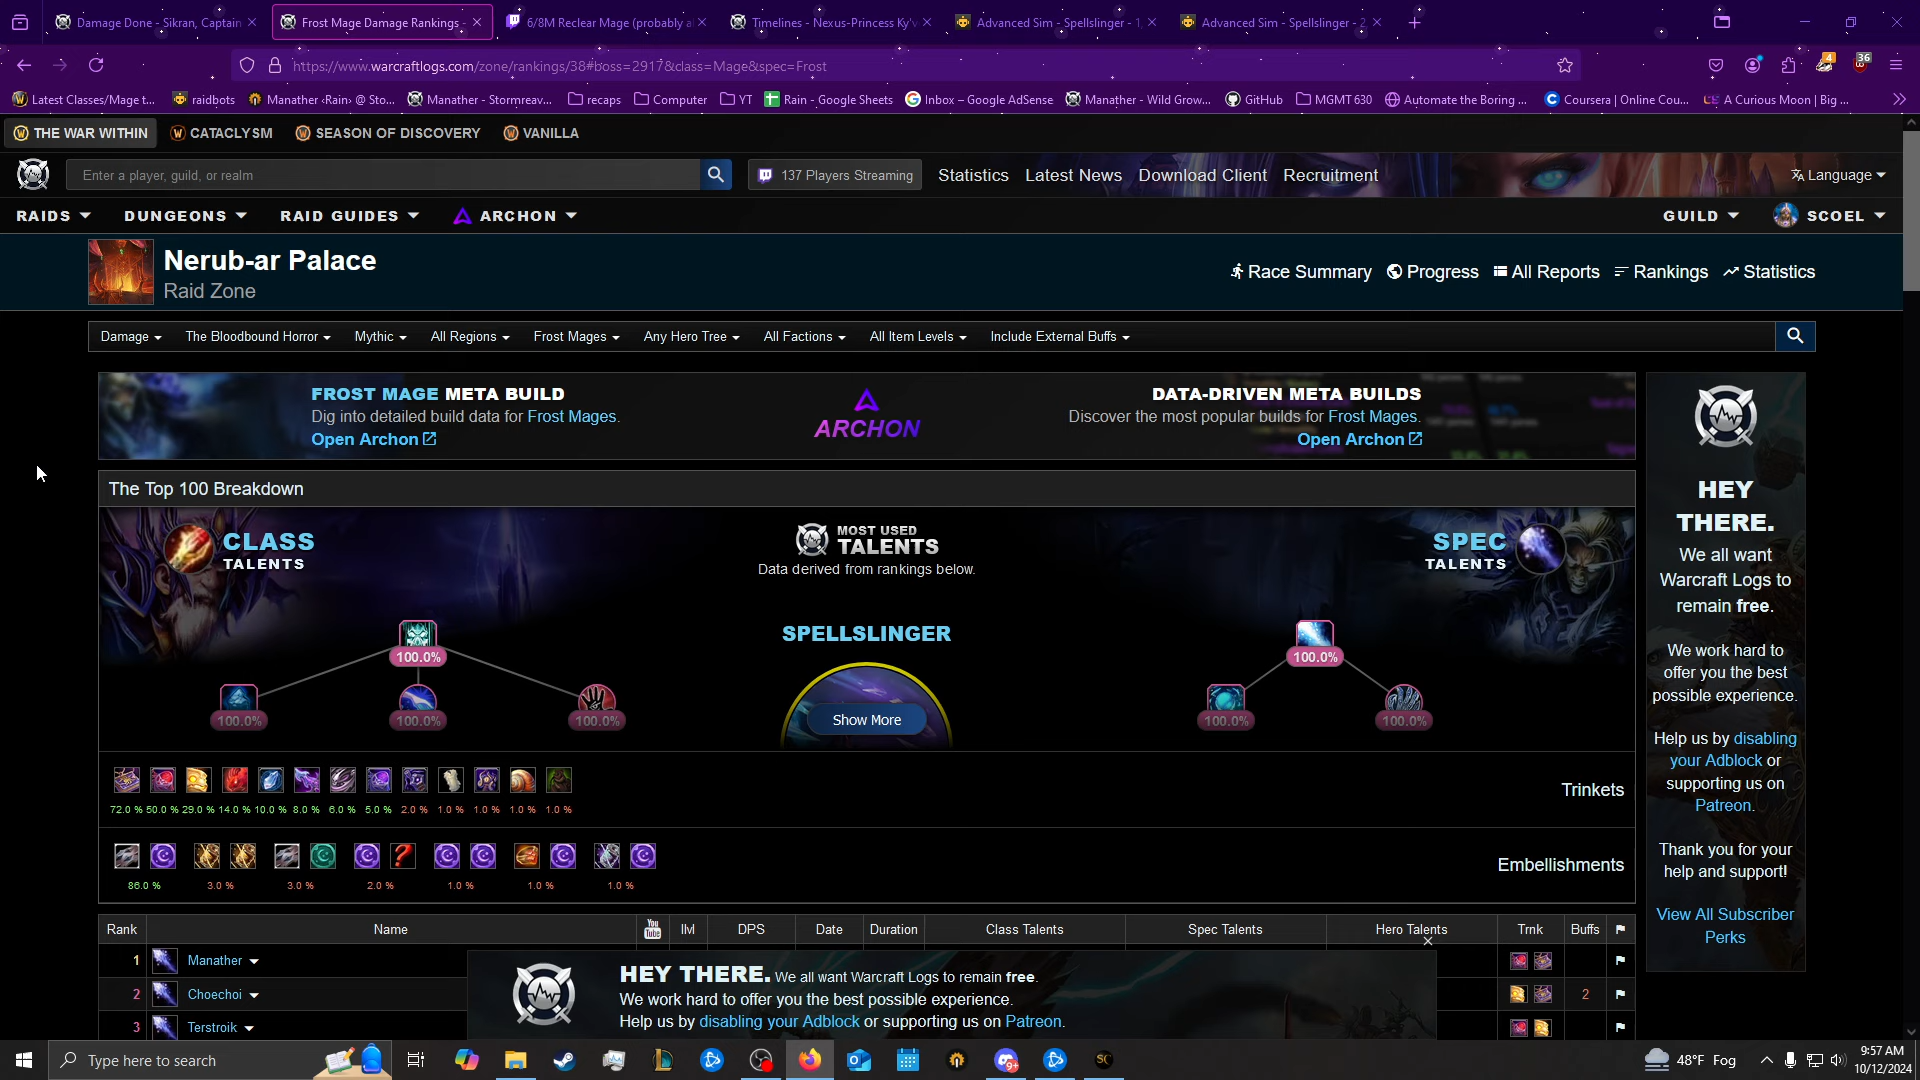 Damage Done - Sikran, Captain
Frost Mage Damage Rankings -
6/8M Reclear Mage (probably a
Timelines - Nexus-Princess Ky'v
Advanced Sim - Spellslinger - 1,
Advanced Sim - Spellslinger - 2,
https://www.warcraftlogs.com/zone/rankings/38#boss=2917&class=Mage&spec=Frost
4
36
Latest Classes/Mage t...
raidbots
Manather ‹Rain› @ Sto...
Manather - Stormreav...
recaps
Computer
YT
Rain - Google Sheets
Inbox – Google AdSense
Manather - Wild Grow...
GitHub
MGMT 630
Automate the Boring ...
Coursera | Online Cou...
A Curious Moon | Big ...
THE WAR WITHIN
CATACLYSM
SEASON OF DISCOVERY
VANILLA
Enter a player, guild, or realm
137 Players Streaming
Statistics
Latest News
Download Client
Recruitment
Language
RAIDS
DUNGEONS
RAID GUIDES
ARCHON
GUILD
SCOEL
Nerub-ar Palace
Raid Zone
Race Summary
Progress
All Reports
Rankings
Statistics
Damage
The Bloodbound Horror
Mythic
All Regions
Frost Mages
Any Hero Tree
All Factions
All Item Levels
Include External Buffs
FROST MAGE META BUILD
Dig into detailed build data for Frost Mages.
Open Archon
ARCHON
DATA-DRIVEN META BUILDS
Discover the most popular builds for Frost Mages.
Open Archon
The Top 100 Breakdown
CLASS
TALENTS
MOST USED
TALENTS
Data derived from rankings below.
SPEC
TALENTS
SPELLSLINGER
100.0%
100.0%
100.0%
100.0%
100.0%
Show More
100.0%
100.0%
100.0%
72.0 % 50.0 % 29.0 % 14.0 % 10.0 % 8.0 % 6.0 % 5.0 % 2.0 % 1.0 % 1.0 % 1.0 % 1.0 %
Trinkets
86.0 % 3.0 % 3.0 % 2.0 % 1.0 % 1.0 % 1.0 %
Embellishments
Rank
Name
You
Tube
Ilvl
DPS
Date
Duration
Class Talents
Spec Talents
Hero Talents
Trnk
Buffs
1 Manather
2 Choechoi
2
3 Terstroik
HEY THERE. We all want Warcraft Logs to remain free.
We work hard to offer you the best possible experience.
Help us by disabling your Adblock or supporting us on Patreon.
HEY
THERE.
We all want
Warcraft Logs to
remain free.
We work hard to
offer you the best
possible experience.
Help us by disabling
your Adblock or
supporting us on
Patreon.
Thank you for your
help and support!
View All Subscriber
Perks
Type here to search
9+
SC
48°F Fog
9:57 AM
10/12/2024